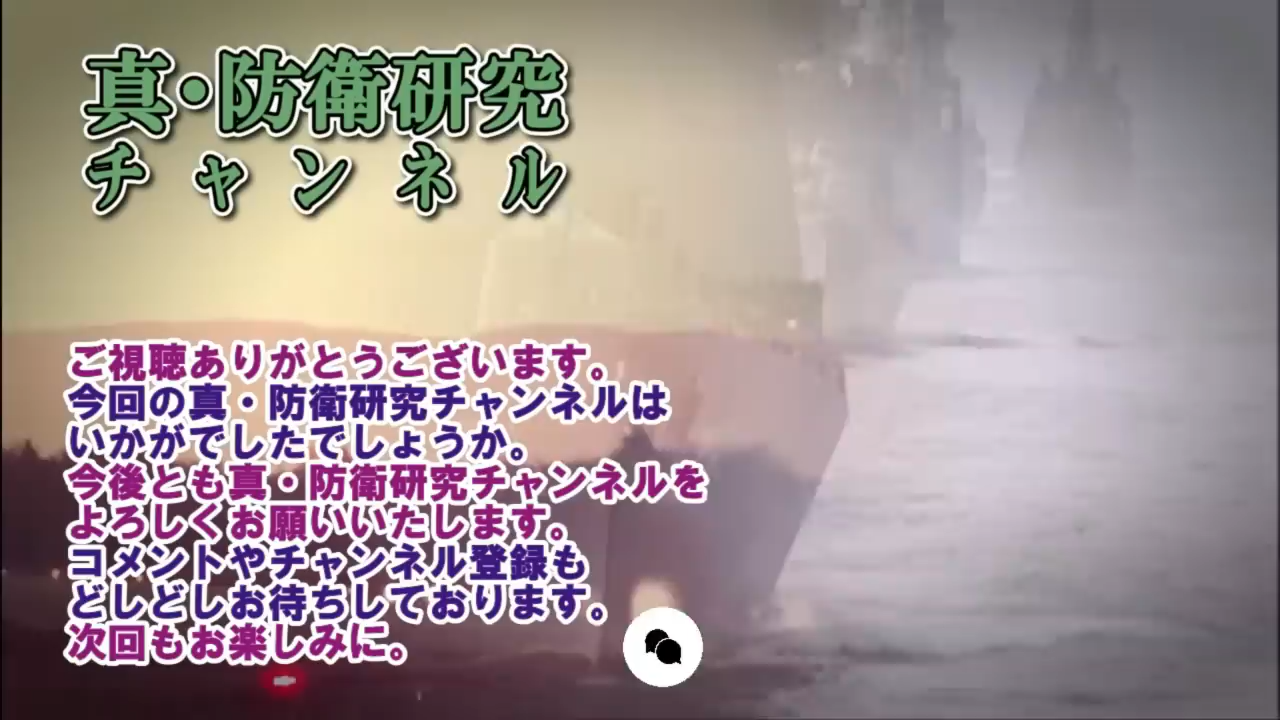 真・防衛研究
チャンネル
ご視聴ありがとうございます。
今回の真・防衛研究チャンネルは
いかがでしたでしょうか。
今後とも真・防衛研究チャンネルを
よろしくお願いいたします。
コメントやチャンネル登録も
どしどしお待ちしております。
次回もお楽しみに。